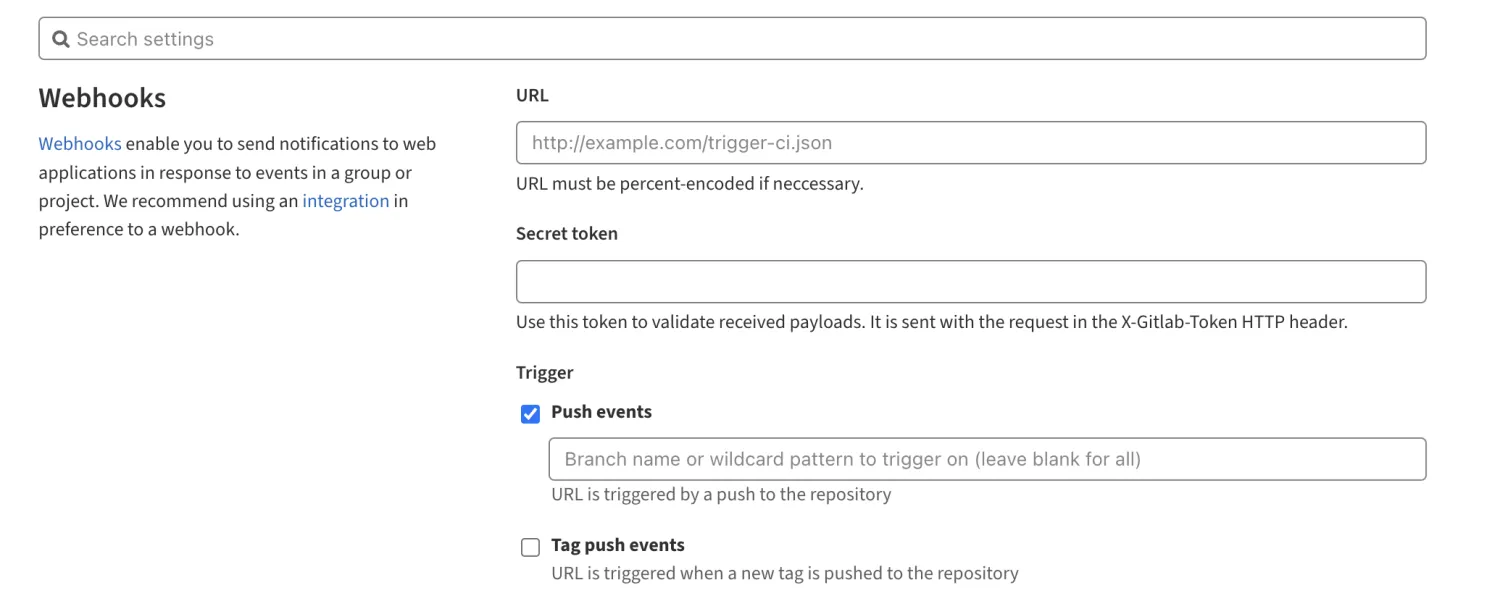 Search settings
Webhooks
Webhooks enable you to send notifications to web
applications in response to events in a group or
project. We recommend using an integration in
preference to a webhook.
URL
http://example.com/trigger-ci.json
URL must be percent-encoded if neccessary.
Secret token
Use this token to validate received payloads. It is sent with the request in the X-Gitlab-Token HTTP header.
Trigger
Push events
Branch name or wildcard pattern to trigger on (leave blank for all)
URL is triggered by a push to the repository
Tag push events
URL is triggered when a new tag is pushed to the repository